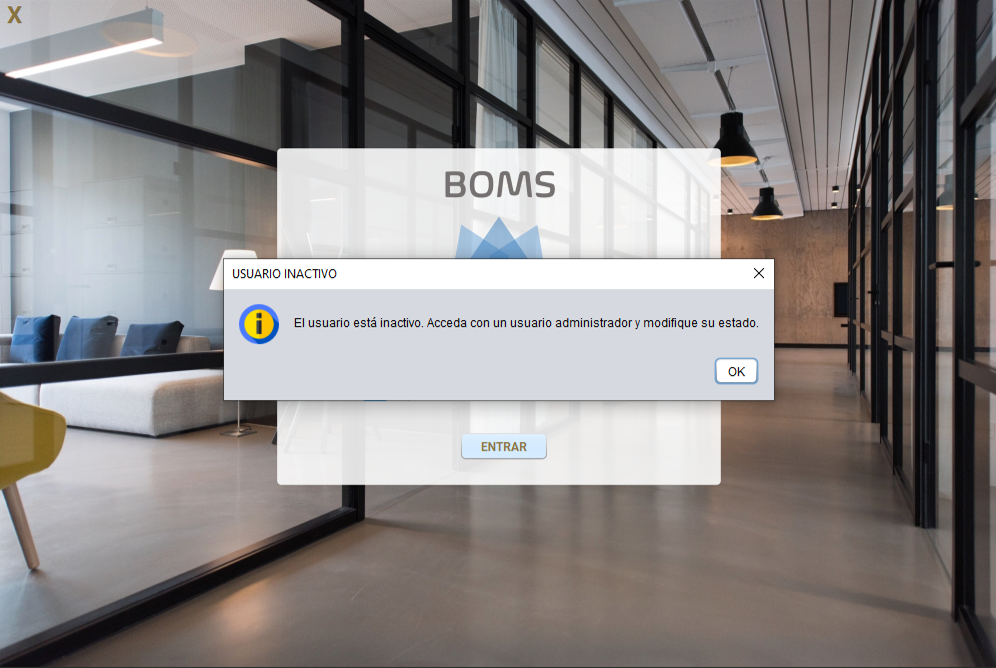 X
BOMS
USUARIO INACTIVO
El usuario está inactivo. Acceda con un usuario administrador y modifique su estado.
OK
ENTRAR